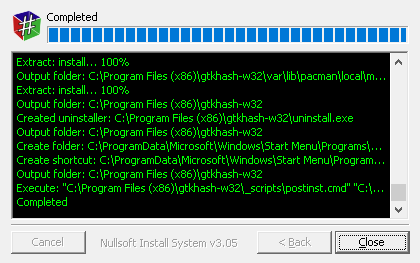 Completed
Extract: install... 100%
Output folder: C:\Program Files (x86)\gtkhash-w32\var\lib\pacman\local\m...
Extract: install... 100%
Output folder: C:\Program Files (x86)\gtkhash-w32
Created uninstaller: C:\Program Files (x86)\gtkhash-w32\uninstall.exe
Output folder: C:\Program Files (x86)\gtkhash-w32
Create folder: C:\ProgramData\Microsoft\Windows\Start Menu\Programs\...
Create shortcut: C:\ProgramData\Microsoft\Windows\Start Menu\Program...
Output folder: C:\Program Files (x86)\gtkhash-w32
Execute: "C:\Program Files (x86)\gtkhash-w32\_scripts\postinst.cmd" "C:\...
Completed
Cancel Nullsoft Install System v3.05 < Back Close